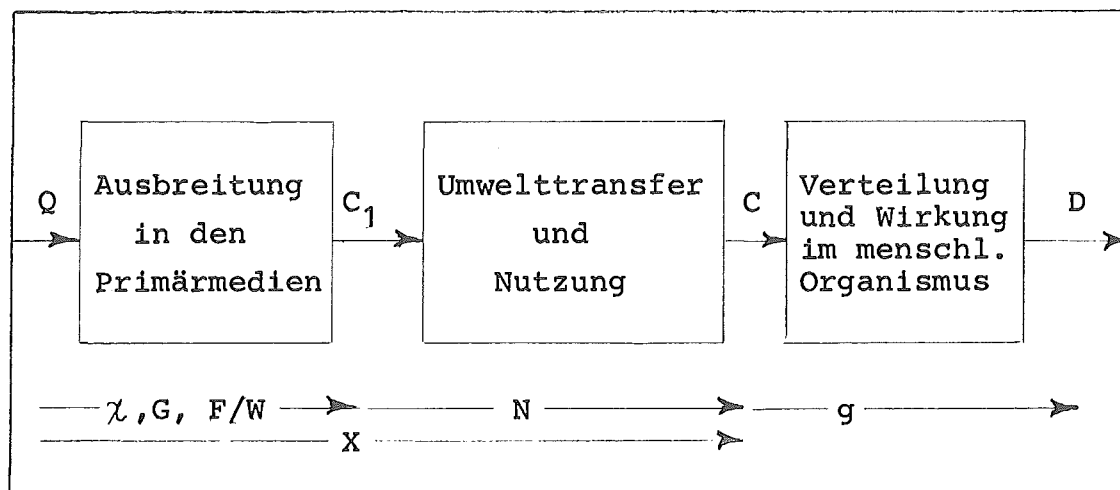 Q
Ausbreitung
in den
Primärmedien
C₁
Umwelttransfer
und
Nutzung
C
Verteilung
und Wirkung
im menschl.
Organismus
D
χ,G, F/W
N
g
X